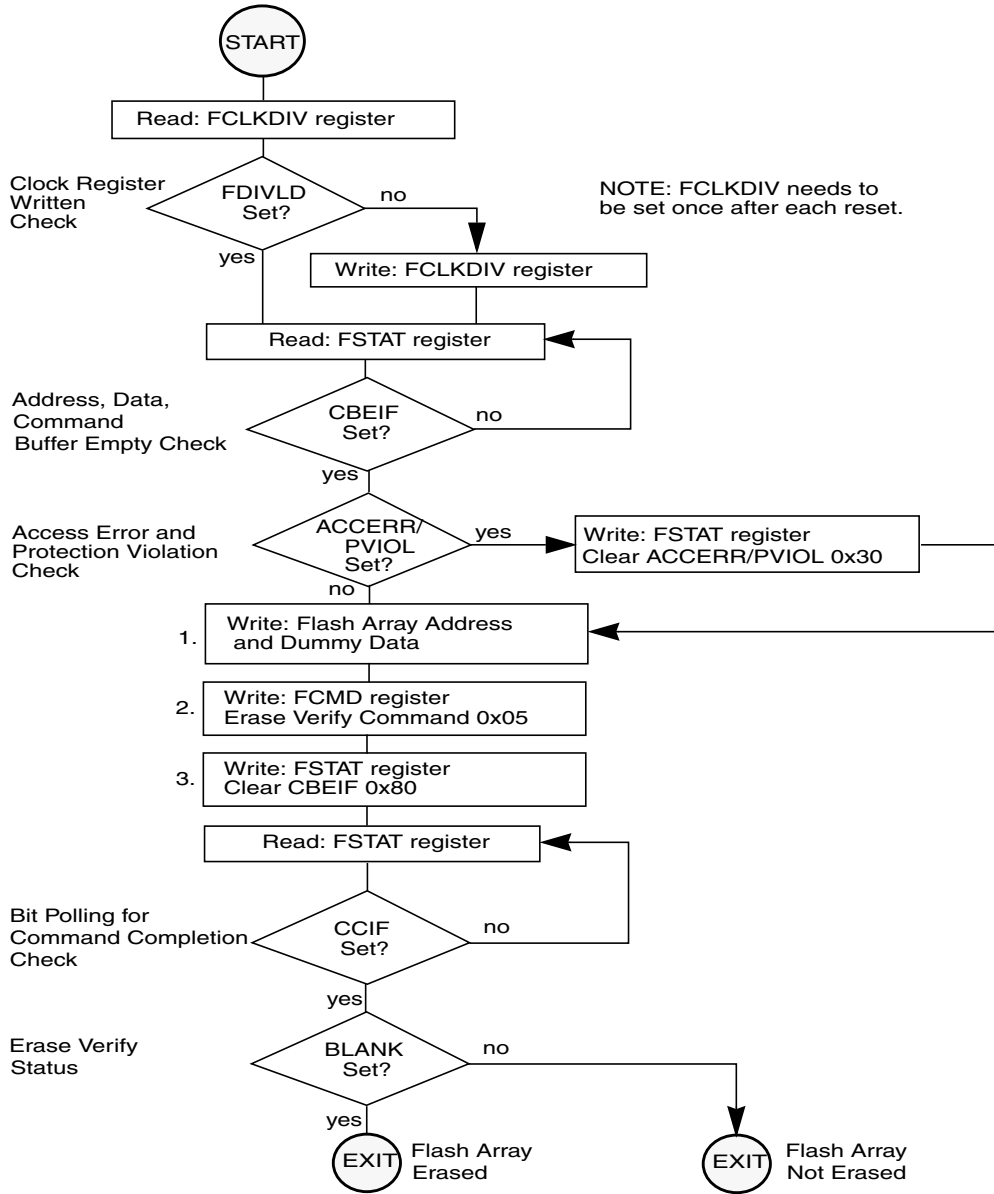 START
Read: FCLKDIV register
Clock Register
Written
Check
FDIVLD
Set?
no
yes
NOTE: FCLKDIV needs to
be set once after each reset.
Write: FCLKDIV register
Read: FSTAT register
Address, Data,
Command
Buffer Empty Check
CBEIF
Set?
no
yes
Access Error and
Protection Violation
Check
ACCERR/
PVIOL
Set?
yes
no
Write: FSTAT register
Clear ACCERR/PVIOL 0x30
1.
Write: Flash Array Address
and Dummy Data
2.
Write: FCMD register
Erase Verify Command 0x05
3.
Write: FSTAT register
Clear CBEIF 0x80
Read: FSTAT register
Bit Polling for
Command Completion
Check
CCIF
Set?
no
yes
Erase Verify
Status
BLANK
Set?
no
yes
EXIT
Flash Array
Erased
EXIT
Flash Array
Not Erased